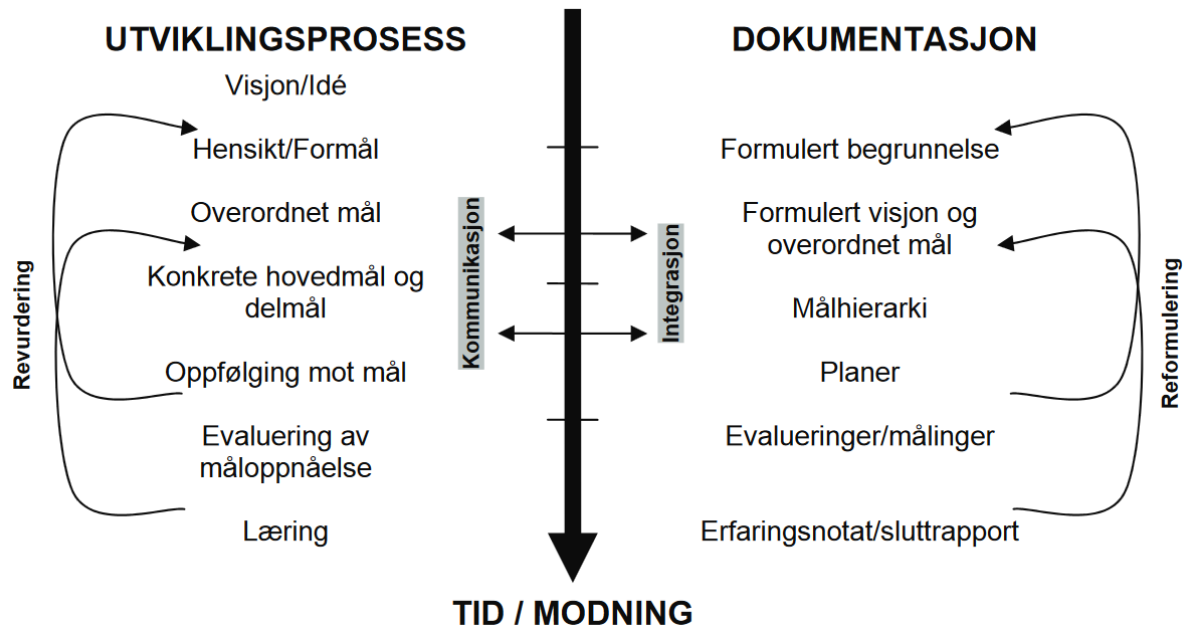 UTVIKLINGSPROSESS
Visjon/Idé
Hensikt/Formål
Overordnet mål
Konkrete hovedmål og
delmål
Oppfølging mot mål
Evaluering av
måloppnåelse
Læring
Revurdering
Kommunikasjon
Integrasjon
DOKUMENTASJON
Formulert begrunnelse
Formulert visjon og
overordnet mål
Målhierarki
Planer
Evalueringer/målinger
Erfaringsnotat/sluttrapport
Reformulering
TID / MODNING